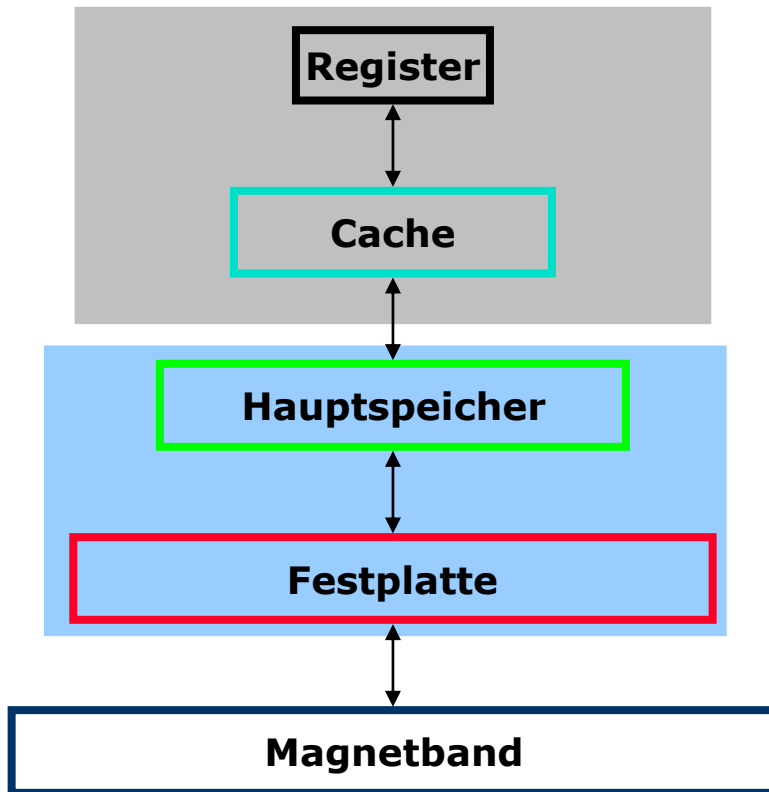 Register
Cache
Hauptspeicher
Festplatte
Magnetband